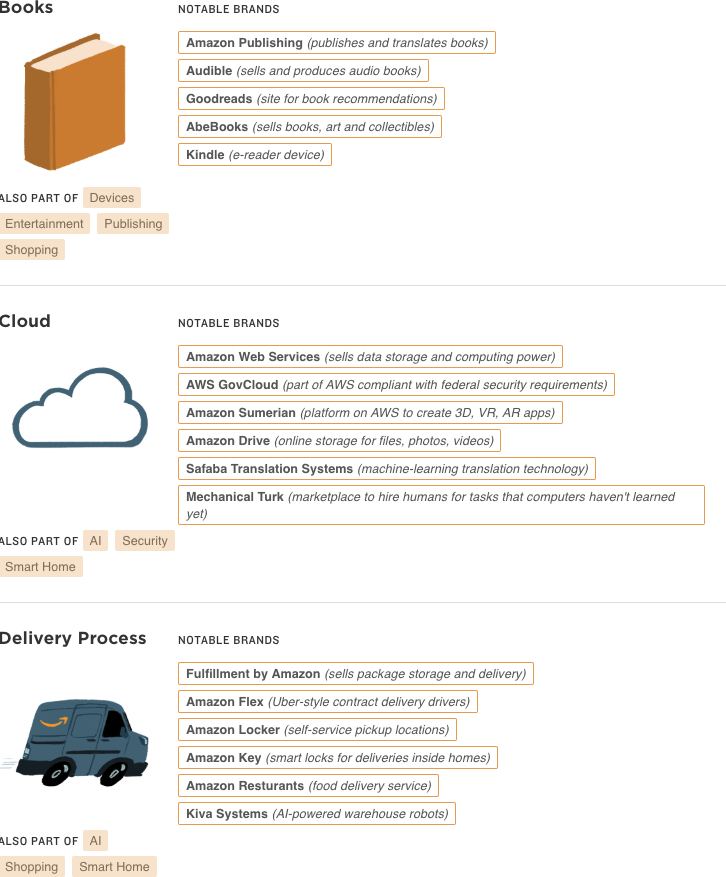 Books
NOTABLE BRANDS
Amazon Publishing (publishes and translates books)
Audible (sells and produces audio books)
Goodreads (site for book recommendations)
AbeBooks (sells books, art and collectibles)
Kindle (e-reader device)
ALSO PART OF Devices
Entertainment Publishing
Shopping
Cloud
NOTABLE BRANDS
Amazon Web Services (sells data storage and computing power)
AWS GovCloud (part of AWS compliant with federal security requirements)
Amazon Sumerian (platform on AWS to create 3D, VR, AR apps)
Amazon Drive (online storage for files, photos, videos)
Safaba Translation Systems (machine-learning translation technology)
Mechanical Turk (marketplace to hire humans for tasks that computers haven't learned
yet)
ALSO PART OF AI Security
Smart Home
Delivery Process
NOTABLE BRANDS
Fulfillment by Amazon (sells package storage and delivery)
Amazon Flex (Uber-style contract delivery drivers)
Amazon Locker (self-service pickup locations)
Amazon Key (smart locks for deliveries inside homes)
Amazon Resturants (food delivery service)
Kiva Systems (AI-powered warehouse robots)
ALSO PART OF AI
Shopping Smart Home